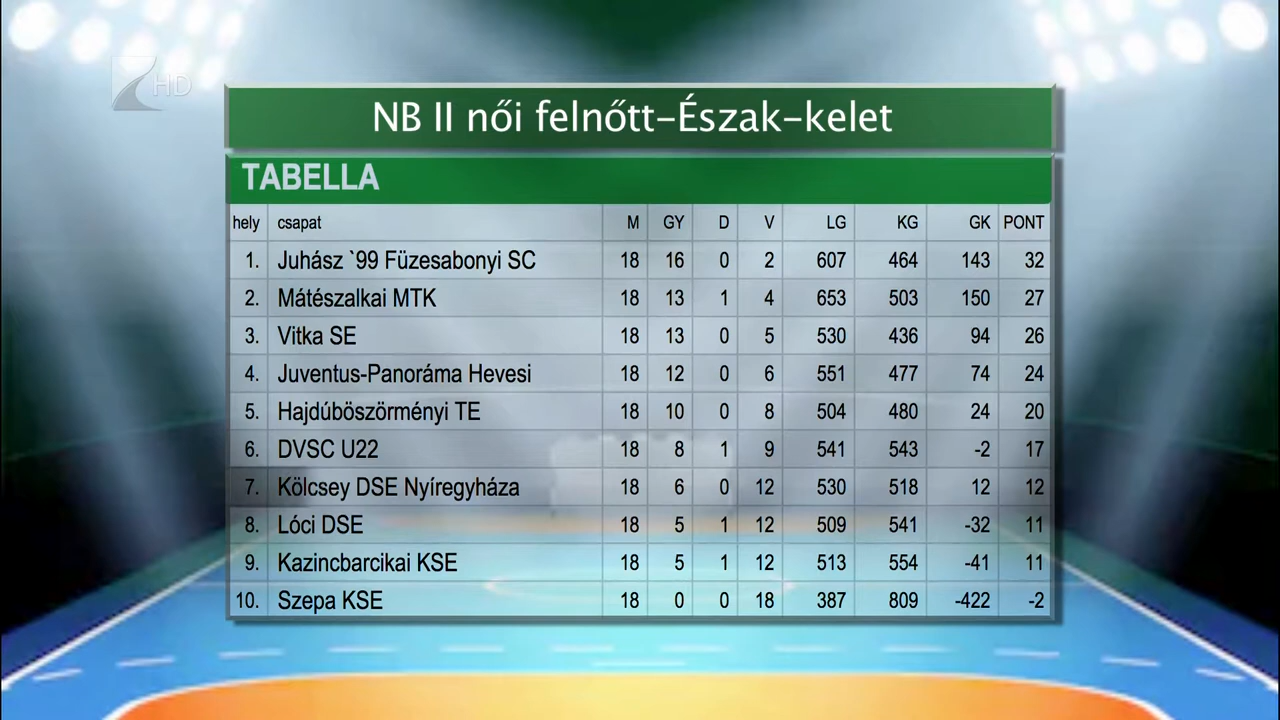 HD
NB II női felnőtt-Észak-kelet
TABELLA
hely csapat M GY D V LG KG GK PONT
1. Juhász `99 Füzesabonyi SC 18 16 0 2 607 464 143 32
2. Mátészalkai MTK 18 13 1 4 653 503 150 27
3. Vitka SE 18 13 0 5 530 436 94 26
4. Juventus-Panoráma Hevesi 18 12 0 6 551 477 74 24
5. Hajdúböszörményi TE 18 10 0 8 504 480 24 20
6. DVSC U22 18 8 1 9 541 543 -2 17
7. Kölcsey DSE Nyíregyháza 18 6 0 12 530 518 12 12
8. Lóci DSE 18 5 1 12 509 541 -32 11
9. Kazincbarcikai KSE 18 5 1 12 513 554 -41 11
10. Szepa KSE 18 0 0 18 387 809 -422 -2